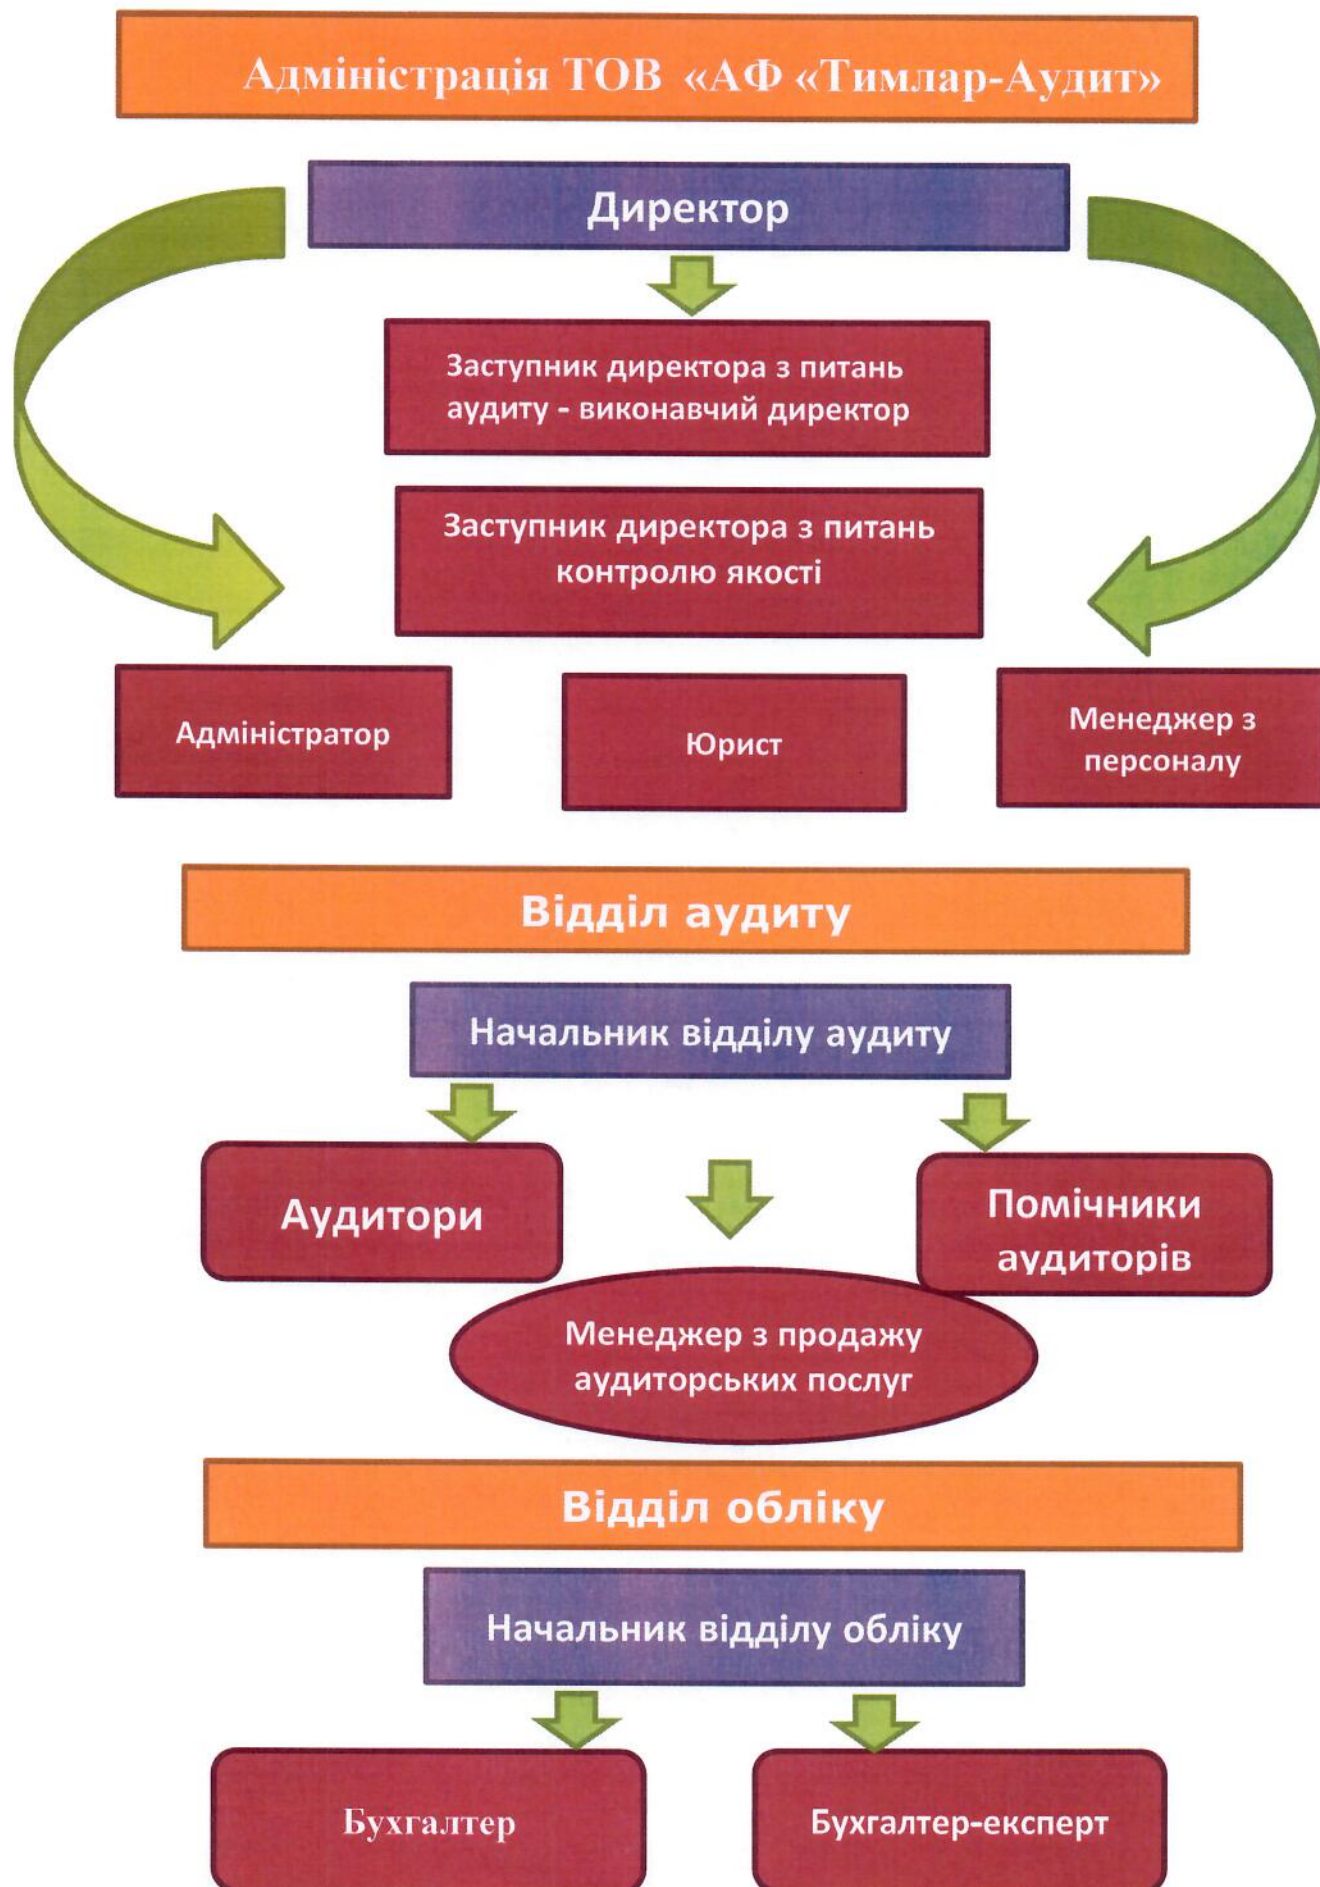 Адміністрація ТОВ «АФ «Тимлар-Аудит»
Директор
Заступник директора з питань
аудиту - виконавчий директор
Заступник директора з питань
контролю якості
Адміністратор
Юрист
Менеджер з
персоналу
Відділ аудиту
Начальник відділу аудиту
Аудитори
Помічники
аудиторів
Менеджер з продажу
аудиторських послуг
Відділ обліку
Начальник відділу обліку
Бухгалтер
Бухгалтер-експерт